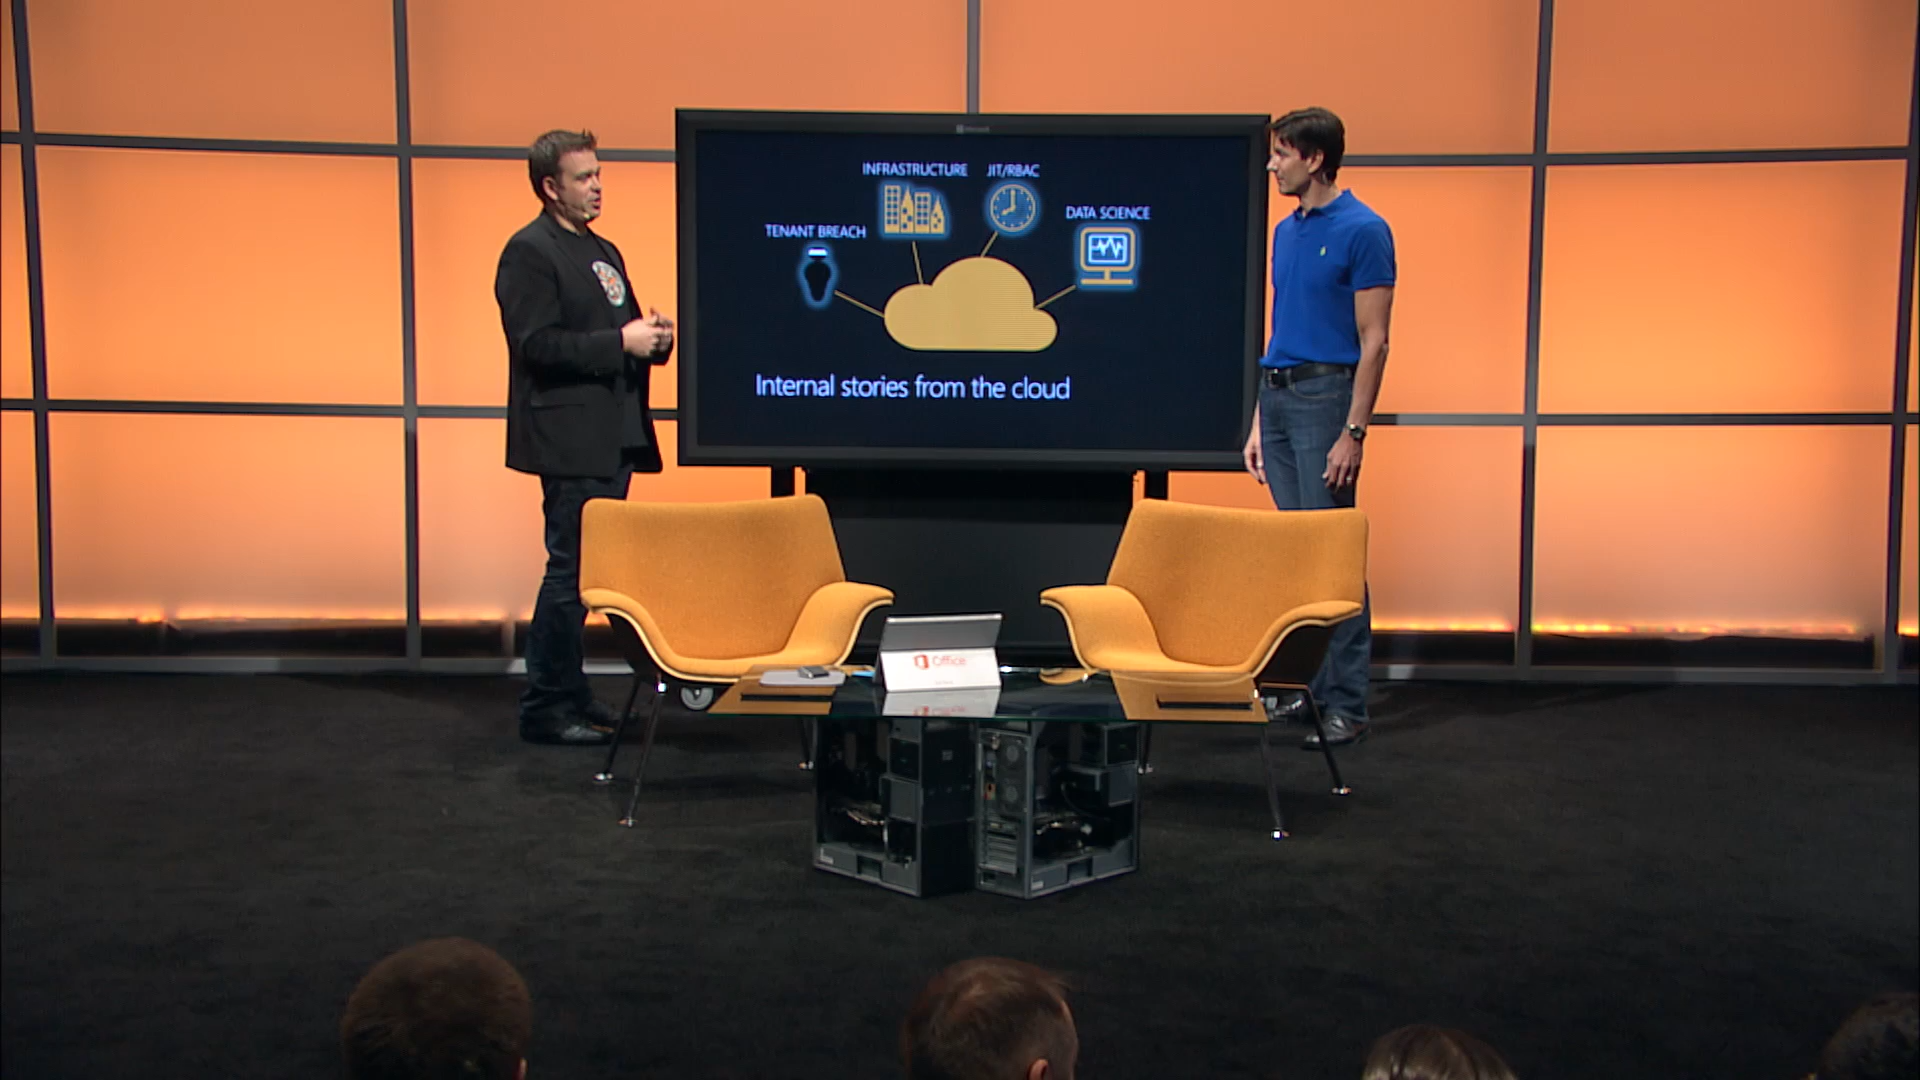 INFRASTRUCTURE
JIT/RBAC
DATA SCIENCE
TENANT BREACH
Internal stories from the cloud
Office